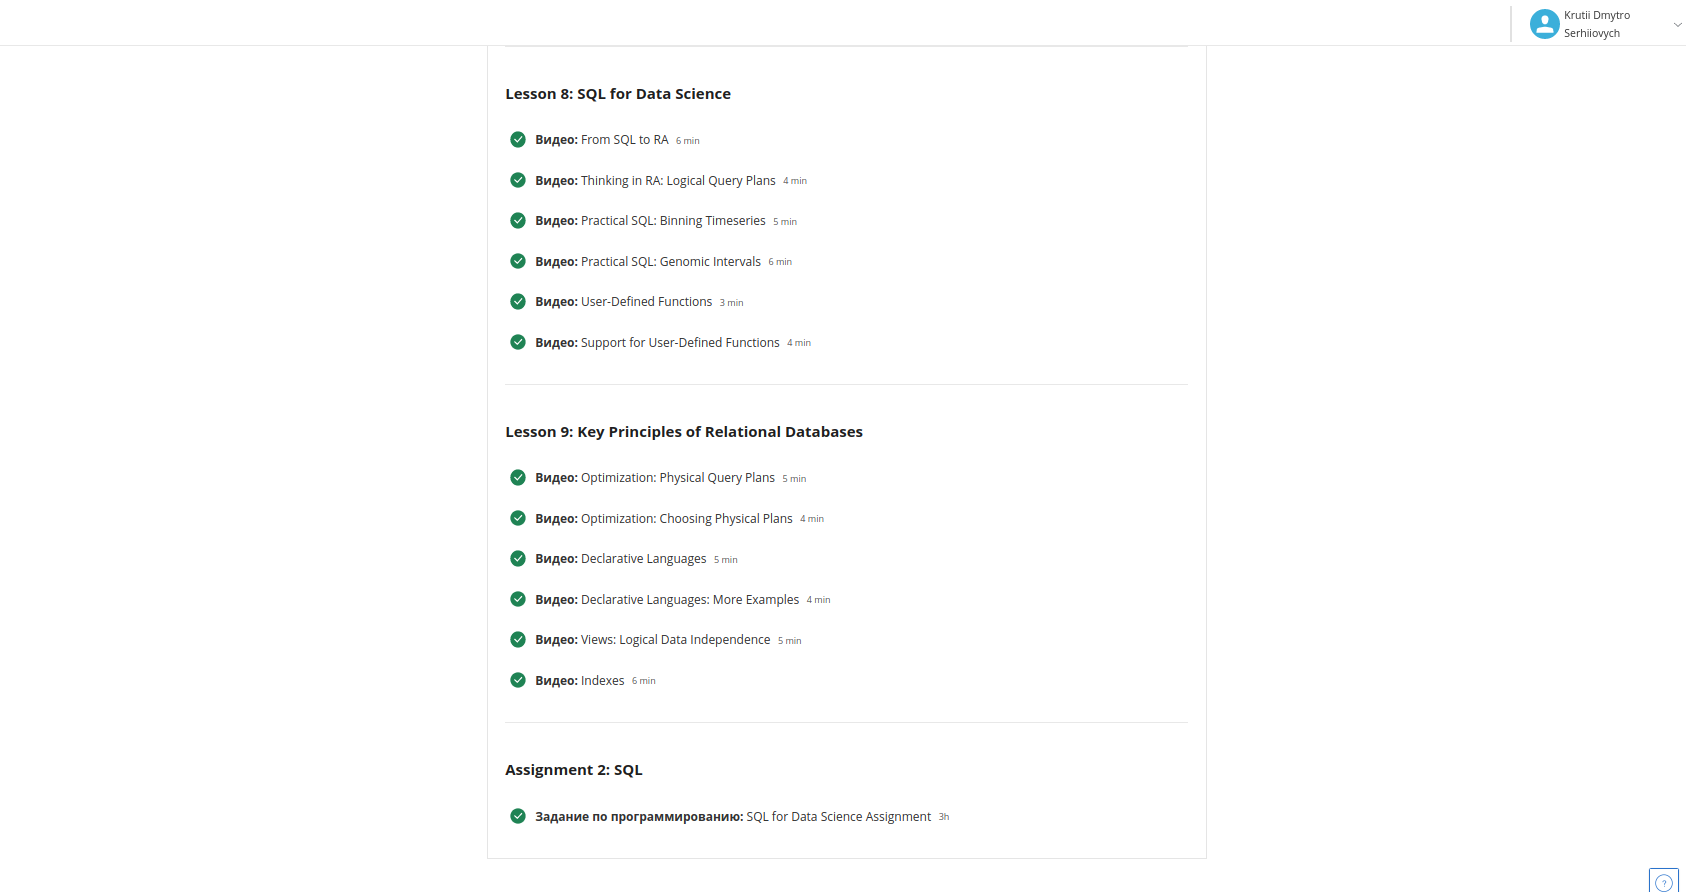 Krutii Dmytro
Serhiiovych
Lesson 8: SQL for Data Science
Видео: From SQL to RA 6 min
Видео: Thinking in RA: Logical Query Plans 4 min
Видео: Practical SQL: Binning Timeseries 5 min
Видео: Practical SQL: Genomic Intervals 6 min
Видео: User-Defined Functions 3 min
Видео: Support for User-Defined Functions 4 min
Lesson 9: Key Principles of Relational Databases
Видео: Optimization: Physical Query Plans 5 min
Видео: Optimization: Choosing Physical Plans 4 min
Видео: Declarative Languages 5 min
Видео: Declarative Languages: More Examples 4 min
Видео: Views: Logical Data Independence 5 min
Видео: Indexes 6 min
Assignment 2: SQL
Задание по программированию: SQL for Data Science Assignment 3h
?